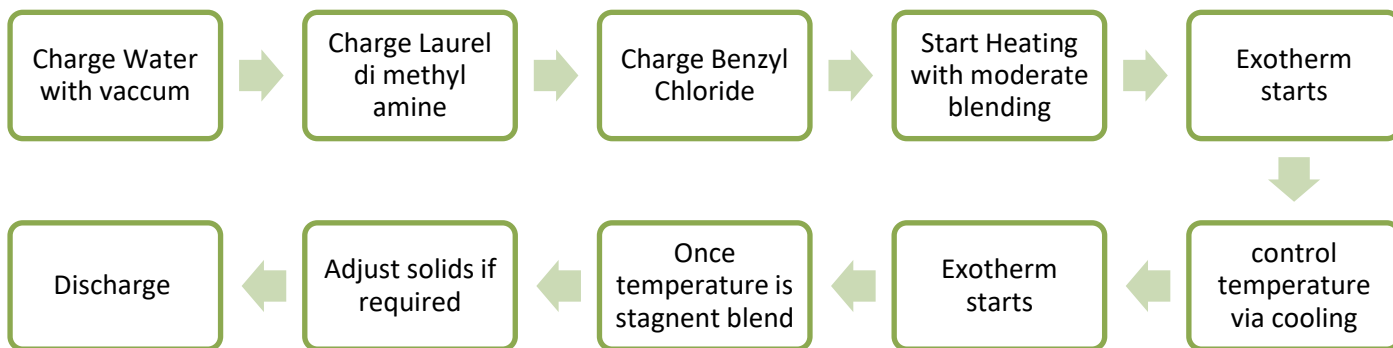 Charge Water
with vaccum
Charge Laurel
di methyl
amine
Charge Benzyl
Chloride
Start Heating
with moderate
blending
Exotherm
starts
control
temperature
via cooling
Exotherm
starts
Once
temperature is
stagnent blend
Adjust solids if
required
Discharge